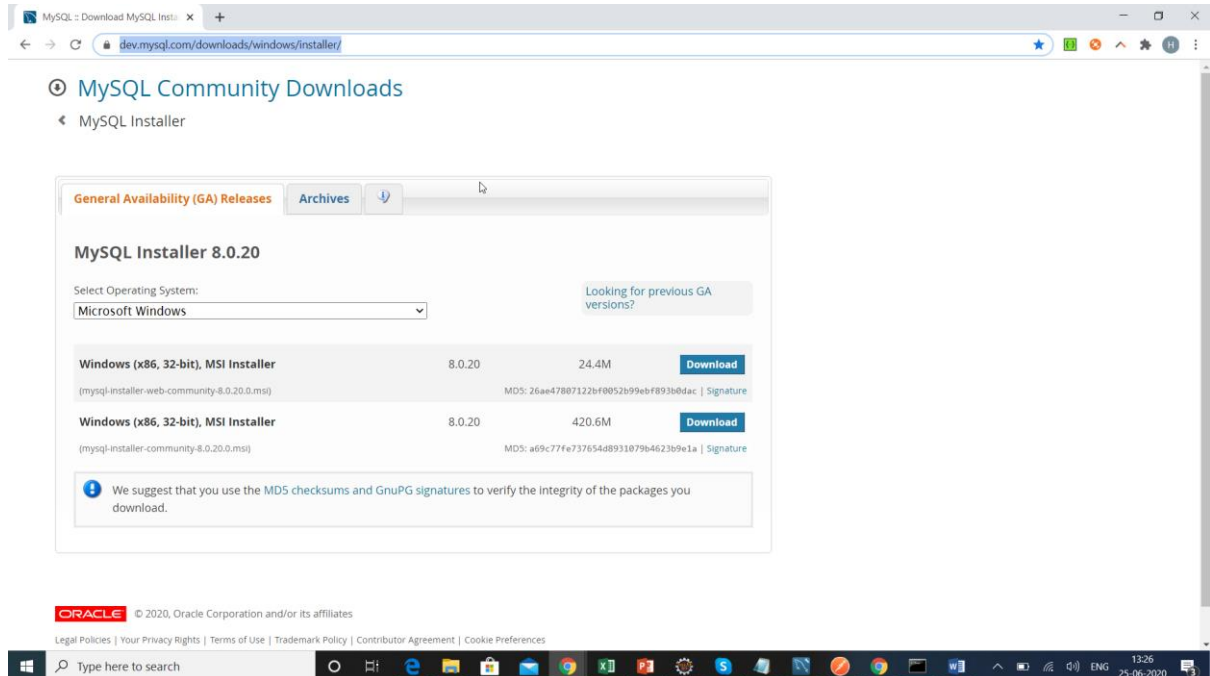 MySQL :: Download MySQL Insta
dev.mysql.com/downloads/windows/installer/
H
MySQL Community Downloads
MySQL Installer
General Availability (GA) Releases
Archives
MySQL Installer 8.0.20
Select Operating System:
Microsoft Windows
Looking for previous GA
versions?
Windows (x86, 32-bit), MSI Installer 8.0.20 24.4M Download
(mysql-installer-web-community-8.0.20.0.msi) MD5: 26ae47807122bf0052b99ebf893b0dac | Signature
Windows (x86, 32-bit), MSI Installer 8.0.20 420.6M Download
(mysql-installer-community-8.0.20.0.msi) MD5: a69c77fe737654d8931079b4623b9e1a | Signature
We suggest that you use the MD5 checksums and GnuPG signatures to verify the integrity of the packages you
download.
ORACLE © 2020, Oracle Corporation and/or its affiliates
Legal Policies | Your Privacy Rights | Terms of Use | Trademark Policy | Contributor Agreement | Cookie Preferences
Type here to search
ENG
13:26
25-06-2020
3